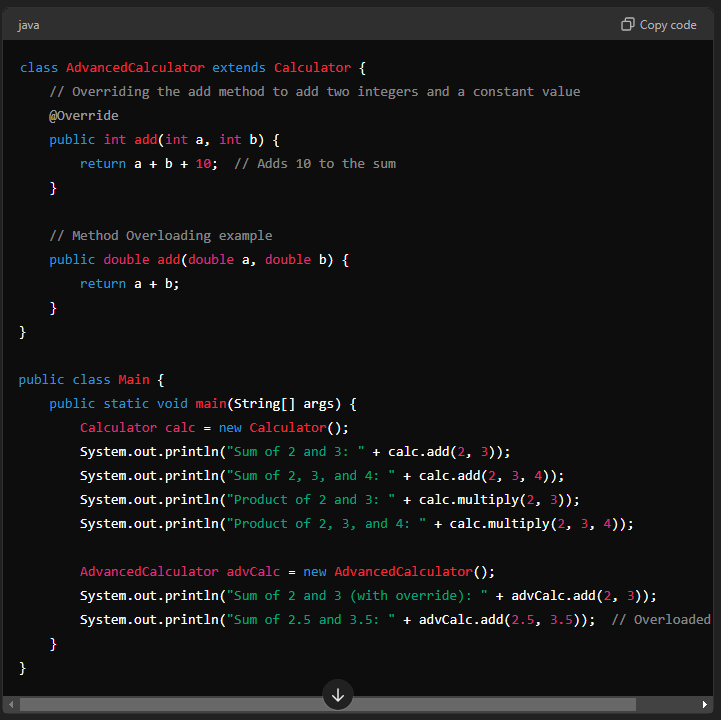 java
Copy code
class AdvancedCalculator extends Calculator {
    // Overriding the add method to add two integers and a constant value
    @Override
    public int add(int a, int b) {
        return a + b + 10;  // Adds 10 to the sum
    }

    // Method Overloading example
    public double add(double a, double b) {
        return a + b;
    }
}

public class Main {
    public static void main(String[] args) {
        Calculator calc = new Calculator();
        System.out.println("Sum of 2 and 3: " + calc.add(2, 3));
        System.out.println("Sum of 2, 3, and 4: " + calc.add(2, 3, 4));
        System.out.println("Product of 2 and 3: " + calc.multiply(2, 3));
        System.out.println("Product of 2, 3, and 4: " + calc.multiply(2, 3, 4));

        AdvancedCalculator advCalc = new AdvancedCalculator();
        System.out.println("Sum of 2 and 3 (with override): " + advCalc.add(2, 3));
        System.out.println("Sum of 2.5 and 3.5: " + advCalc.add(2.5, 3.5));  // Overloaded
    }
}